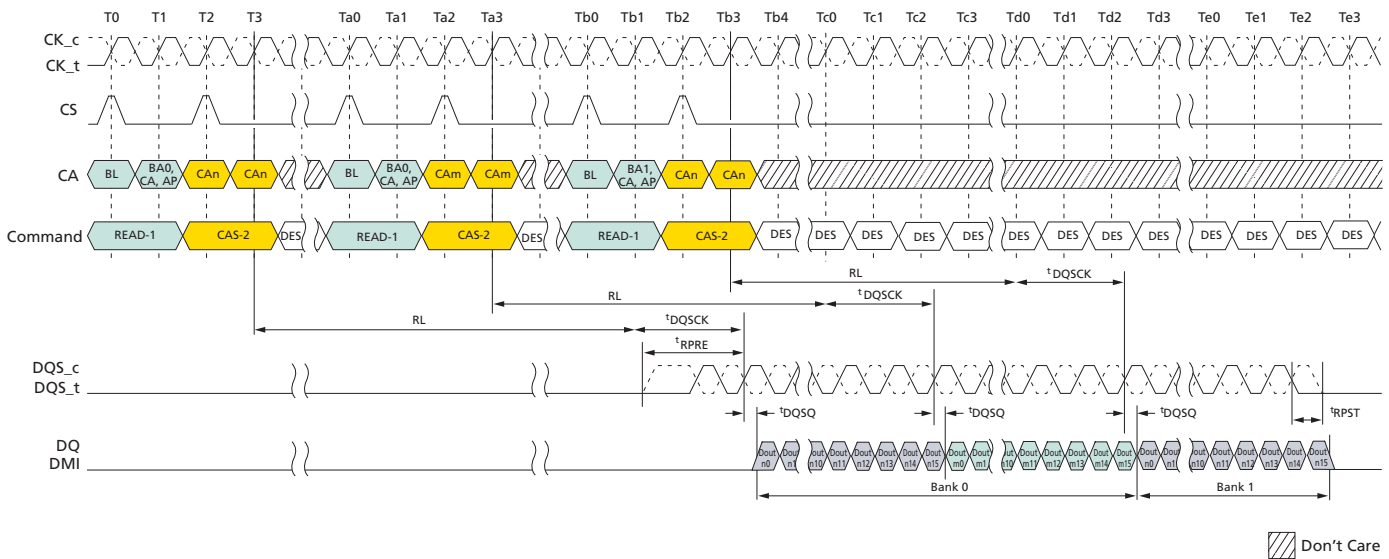 T0 T1 T2 T3 Ta0 Ta1 Ta2 Ta3 Tb0 Tb1 Tb2 Tb3 Tb4 Tc0 Tc1 Tc2 Tc3 Td0 Td1 Td2 Td3 Te0 Te1 Te2 Te3
CK_c
CK_t
CS
CA
BL BA0, CA, AP CAn CAn BL BA0, CA, AP CAm CAm BL BA1, CA, AP CAn CAn
Command
READ-1 CAS-2 DES READ-1 CAS-2 DES READ-1 CAS-2 DES DES DES DES DES DES DES DES DES DES DES DES DES
RL tDQSCK
RL tDQSCK
RL tDQSCK
tRPRE
DQS_c
DQS_t
tDQSQ tDQSQ tDQSQ tRPST
DQ
DMI
Dout n0 Dout n1 Dout n10 Dout n11 Dout n12 Dout n13 Dout n14 Dout n15 Dout m0 Dout m1 Dout n10 Dout m11 Dout m12 Dout m13 Dout m14 Dout m15 Dout n0 Dout n1 Dout n10 Dout n11 Dout n12 Dout n13 Dout n14 Dout n15
Bank 0 Bank 1
Don't Care